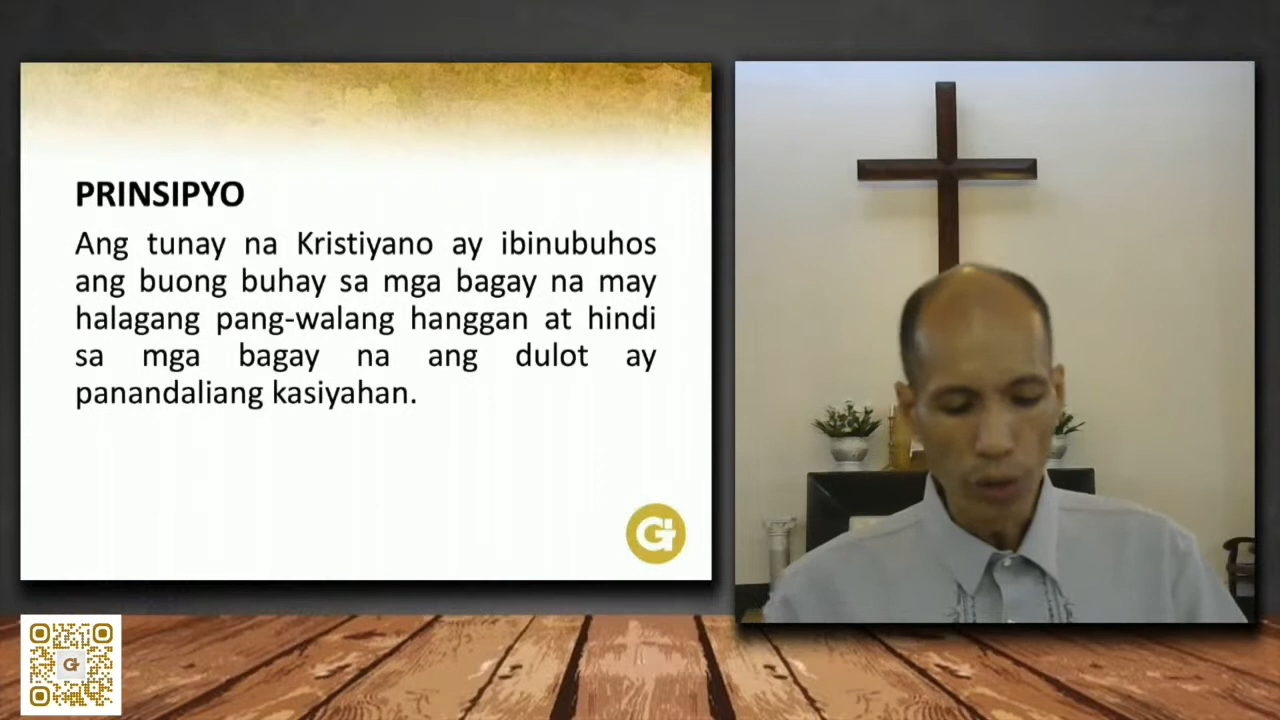 PRINSIPYO
Ang tunay na Kristiyano ay ibinubuhos
ang buong buhay sa mga bagay na may
halagang pang-walang hanggan at hindi
sa mga bagay na ang dulot ay
panandaliang kasiyahan.